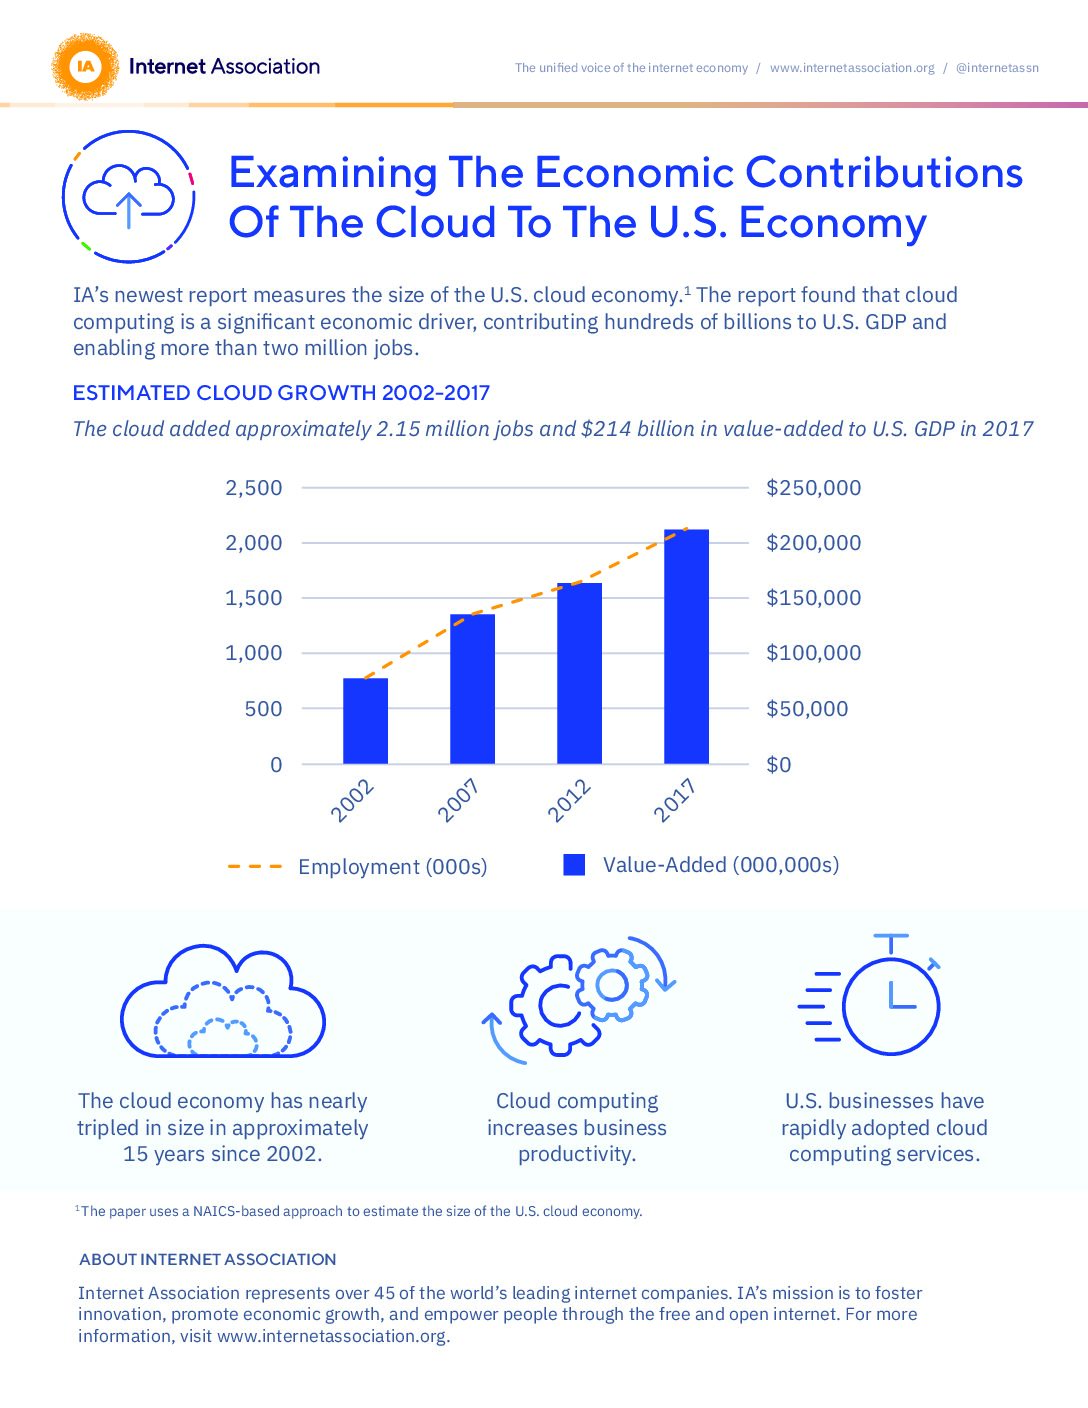 IA
Internet Association
The unified voice of the internet economy / www.internetassociation.org / @internetassn
Examining The Economic Contributions
Of The Cloud To The U.S. Economy
IA's newest report measures the size of the U.S. cloud economy.¹ The report found that cloud
computing is a significant economic driver, contributing hundreds of billions to U.S. GDP and
enabling more than two million jobs.
ESTIMATED CLOUD GROWTH 2002-2017
The cloud added approximately 2.15 million jobs and $214 billion in value-added to U.S. GDP in 2017
2,500 $250,000
2,000 $200,000
1,500 $150,000
1,000 $100,000
500 $50,000
0 $0
2002 2007 2012 2017
Employment (000s) Value-Added (000,000s)
The cloud economy has nearly
tripled in size in approximately
15 years since 2002.
Cloud computing
increases business
productivity.
U.S. businesses have
rapidly adopted cloud
computing services.
¹The paper uses a NAICS-based approach to estimate the size of the U.S. cloud economy.
ABOUT INTERNET ASSOCIATION
Internet Association represents over 45 of the world's leading internet companies. IA's mission is to foster
innovation, promote economic growth, and empower people through the free and open internet. For more
information, visit www.internetassociation.org.